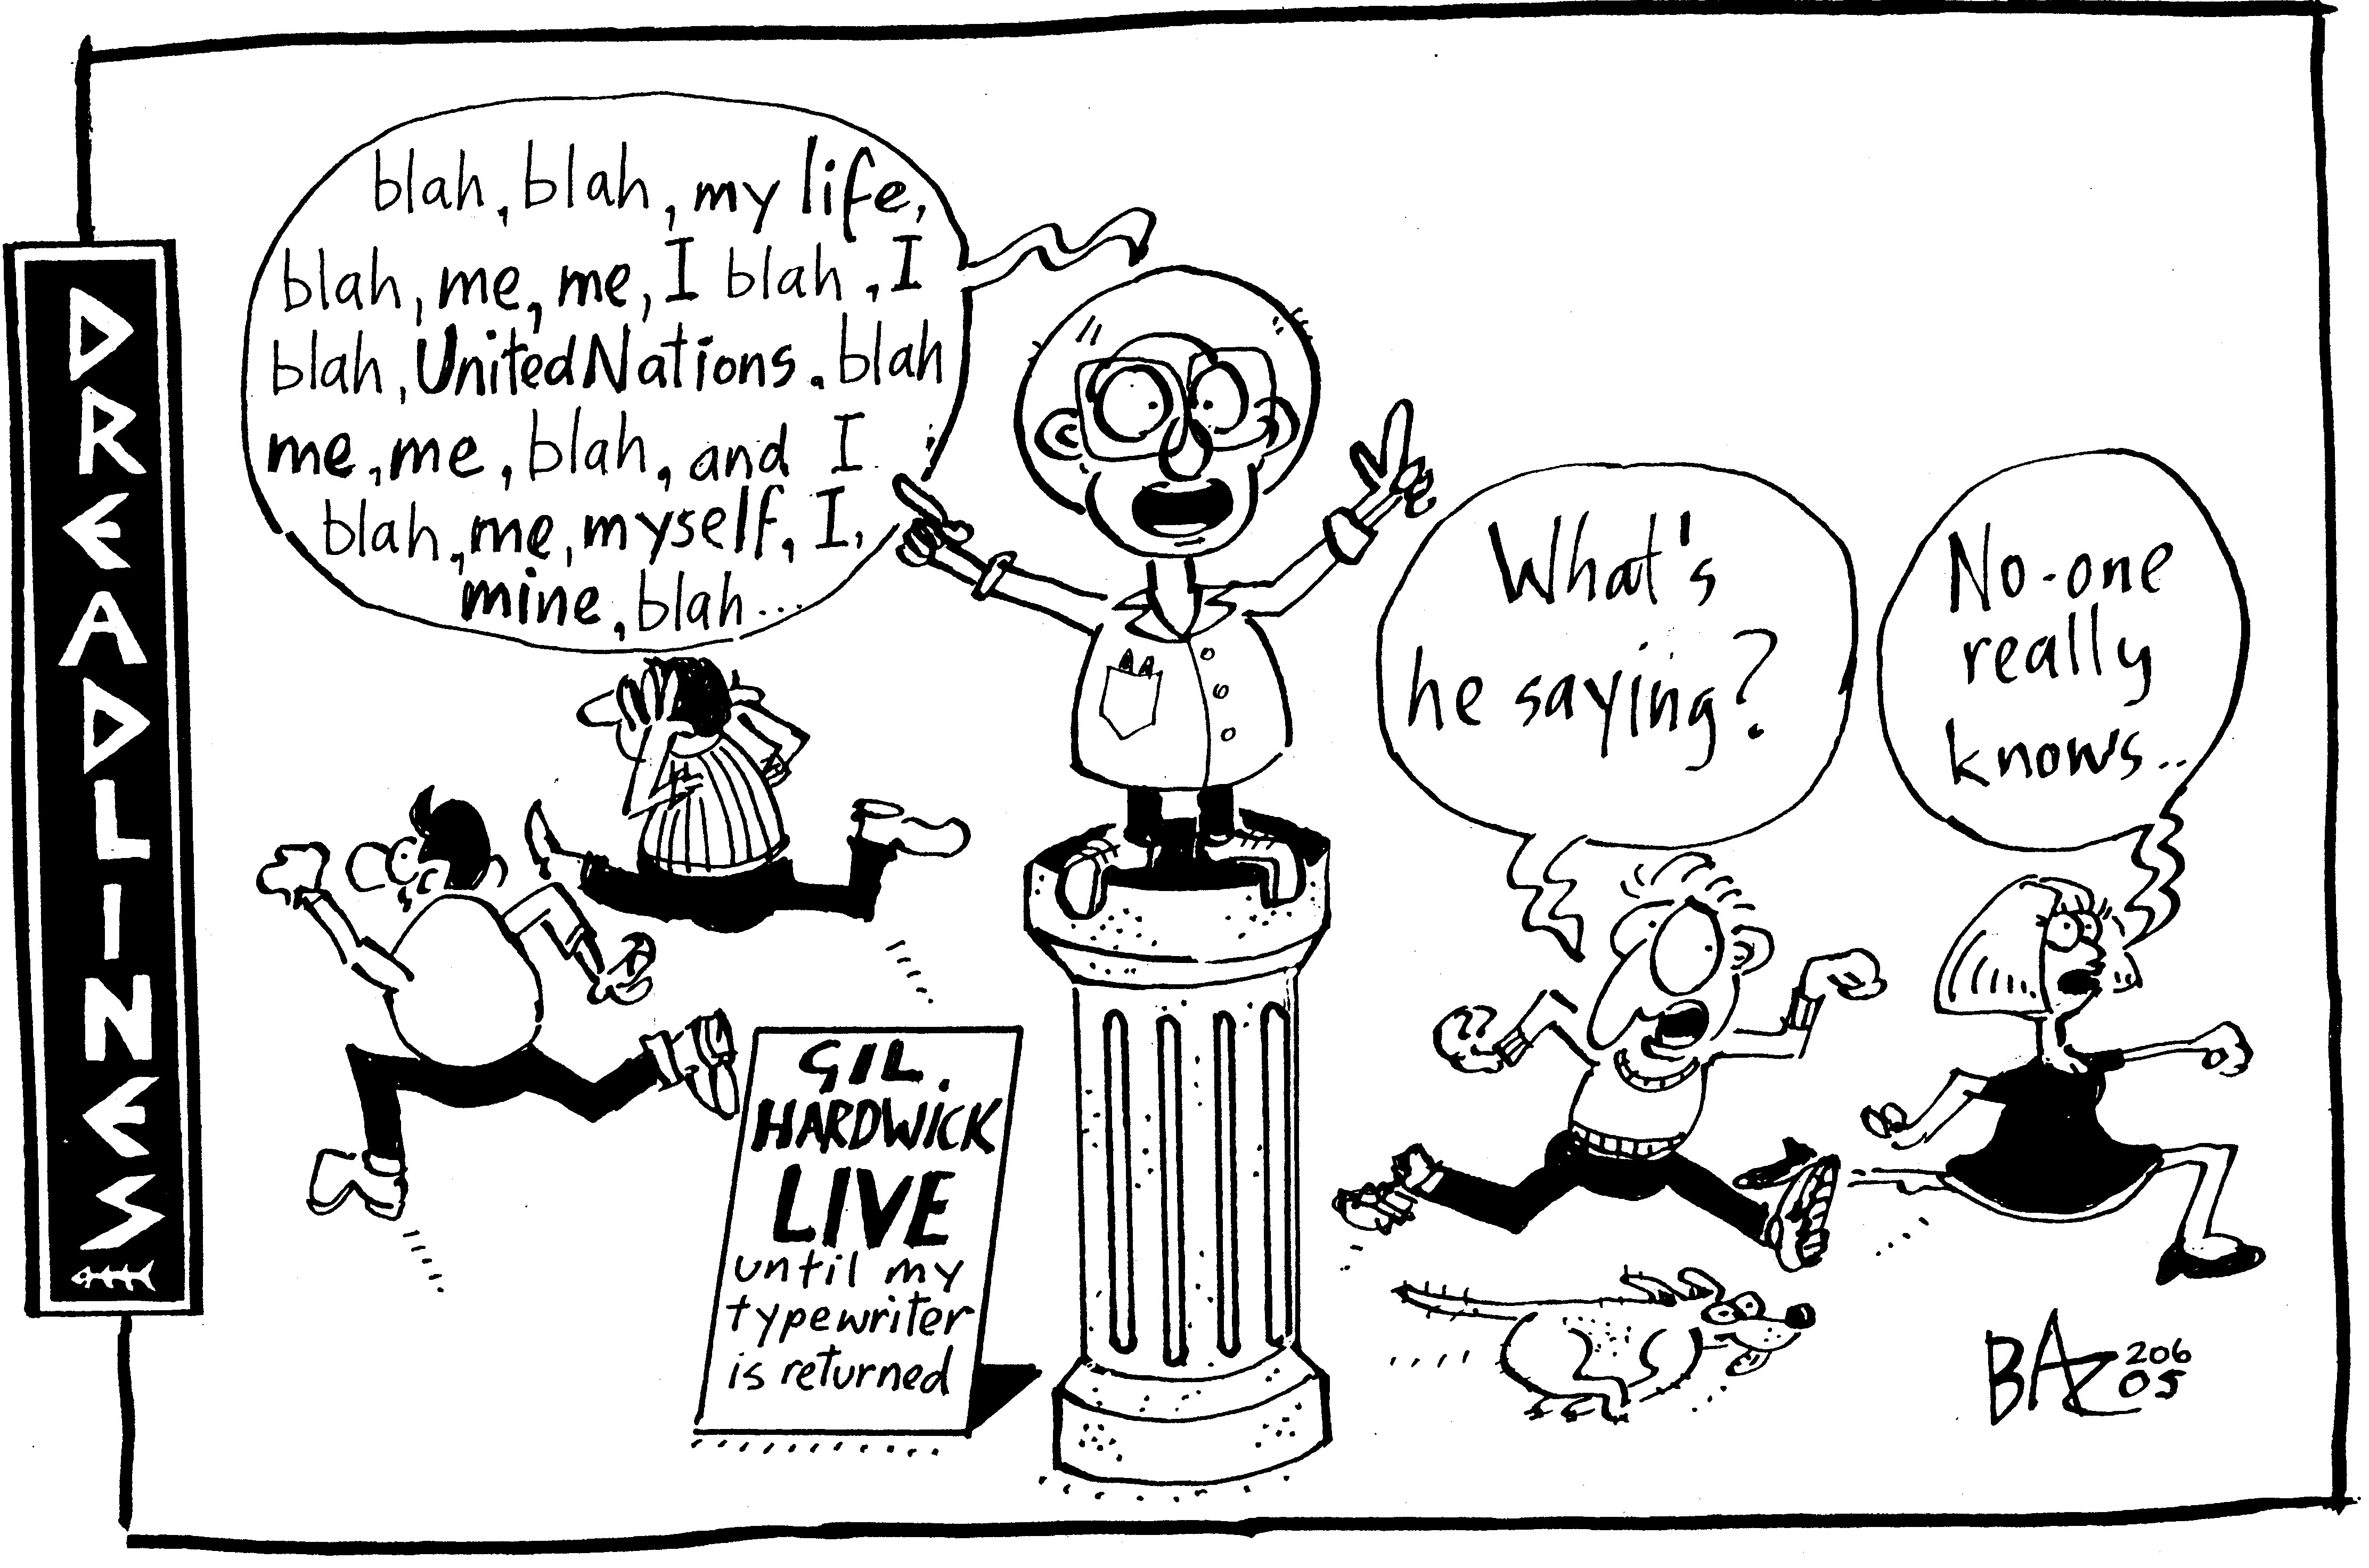 DREADLINES
blah, blah, my life,
blah, me, me, I blah, I
blah, United Nations. blah
me, me, blah, and I
blah, me, myself, I,
mine, blah...
What's
he saying?
No-one
really
knows..
GIL.
HARDWICK
LIVE
until my
typewriter
is returned
BAZ
206
05